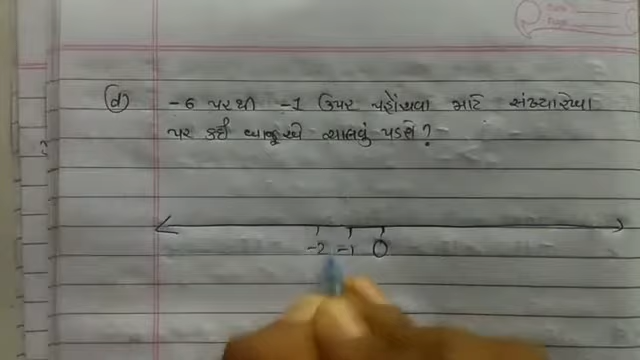 (d) -6 પરથી -1 ઉપર પહોંચવા માટે સંખ્યારેખા
પર કઈ બાજુએ ચાલવું પડશે?
-2 -1 0